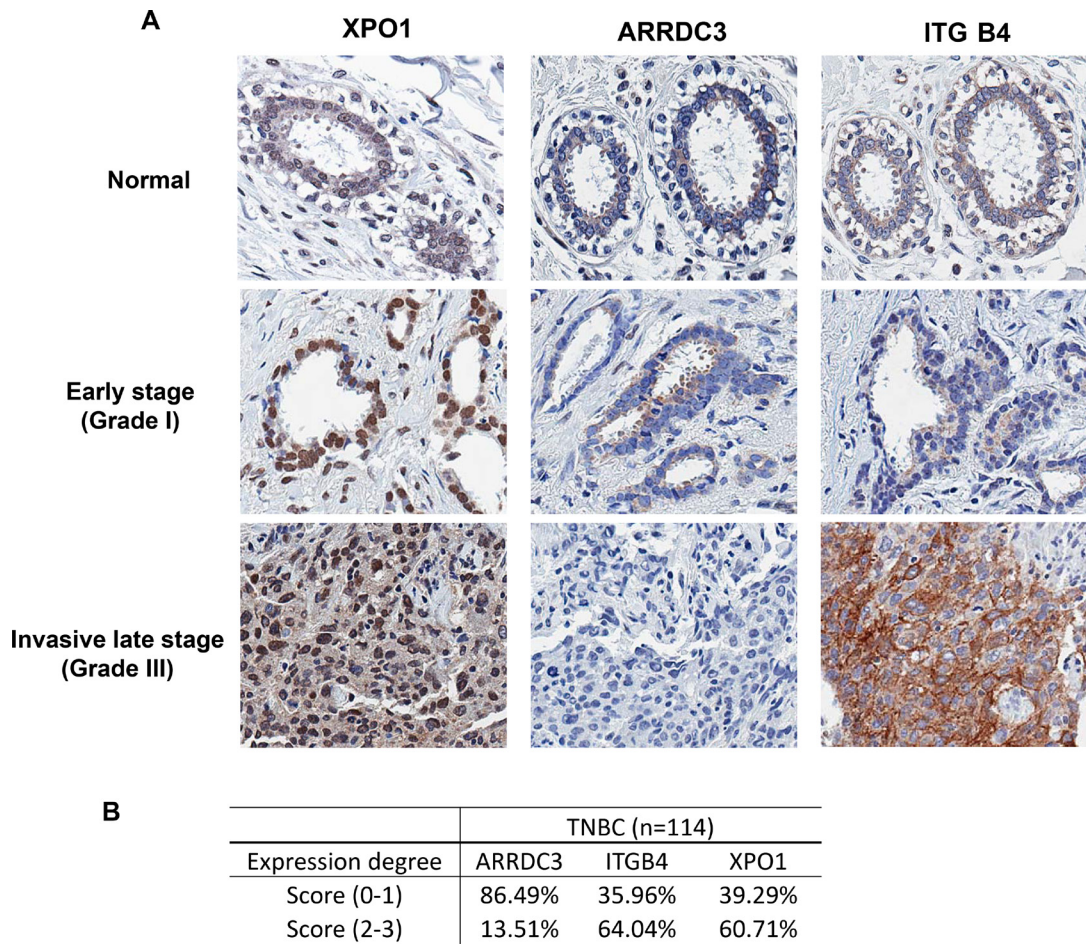 A
XPO1 ARRDC3 ITG B4
Normal
Early stage
(Grade I)
Invasive late stage
(Grade III)
B
TNBC (n=114)
Expression degree ARRDC3 ITGB4 XPO1
Score (0-1) 86.49% 35.96% 39.29%
Score (2-3) 13.51% 64.04% 60.71%